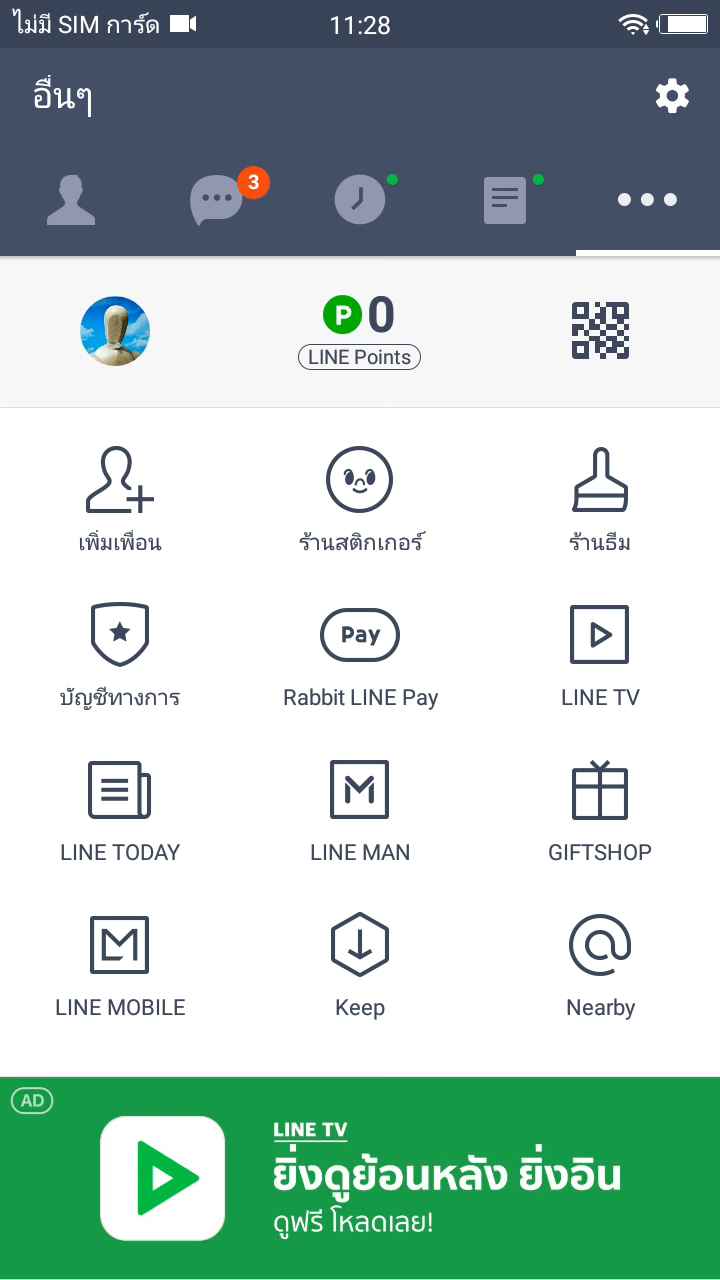 ไม่มี SIM การ์ด 11:28
อื่นๆ
3
P 0
LINE Points
เพิ่มเพื่อน ร้านสติกเกอร์ ร้านธีม
Pay
บัญชีทางการ Rabbit LINE Pay LINE TV
LINE TODAY LINE MAN GIFTSHOP
LINE MOBILE Keep Nearby
AD
LINE TV
ยิ่งดูย้อนหลัง ยิ่งอิน
ดูฟรี โหลดเลย!